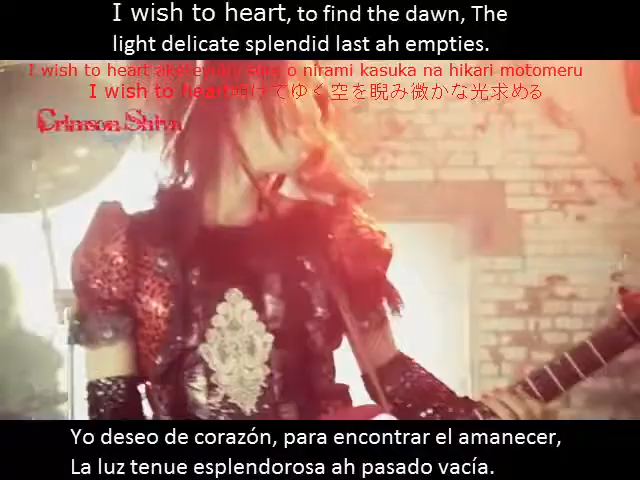 I wish to heart, to find the dawn, The
light delicate splendid last ah empties.
I wish to heart aketeyuku sora o nirami kasuka na hikari motomeru
I wish to heart明けてゆく空を睨み微かな光求める
Crimson Shiva
Yo deseo de corazón, para encontrar el amanecer,
La luz tenue esplendorosa ah pasado vacía.